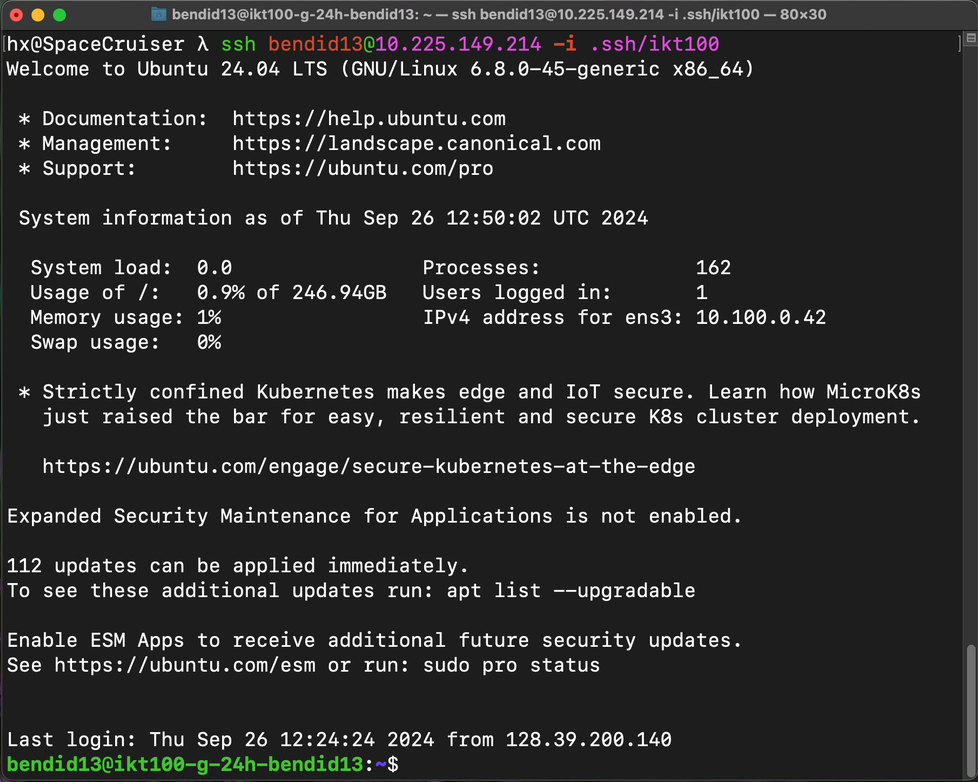 bendid13@ikt100-g-24h-bendid13: ~ — ssh bendid13@10.225.149.214 -i .ssh/ikt100 — 80×30
[hx@SpaceCruiser λ ssh bendid13@10.225.149.214 -i .ssh/ikt100 ]
Welcome to Ubuntu 24.04 LTS (GNU/Linux 6.8.0-45-generic x86_64)

 * Documentation:  https://help.ubuntu.com
 * Management:     https://landscape.canonical.com
 * Support:        https://ubuntu.com/pro

 System information as of Thu Sep 26 12:50:02 UTC 2024

  System load:  0.0                Processes:             162
  Usage of /:   0.9% of 246.94GB   Users logged in:       1
  Memory usage: 1%                 IPv4 address for ens3: 10.100.0.42
  Swap usage:   0%

 * Strictly confined Kubernetes makes edge and IoT secure. Learn how MicroK8s
   just raised the bar for easy, resilient and secure K8s cluster deployment.

   https://ubuntu.com/engage/secure-kubernetes-at-the-edge

Expanded Security Maintenance for Applications is not enabled.

112 updates can be applied immediately.
To see these additional updates run: apt list --upgradable

Enable ESM Apps to receive additional future security updates.
See https://ubuntu.com/esm or run: sudo pro status


Last login: Thu Sep 26 12:24:24 2024 from 128.39.200.140
bendid13@ikt100-g-24h-bendid13:~$